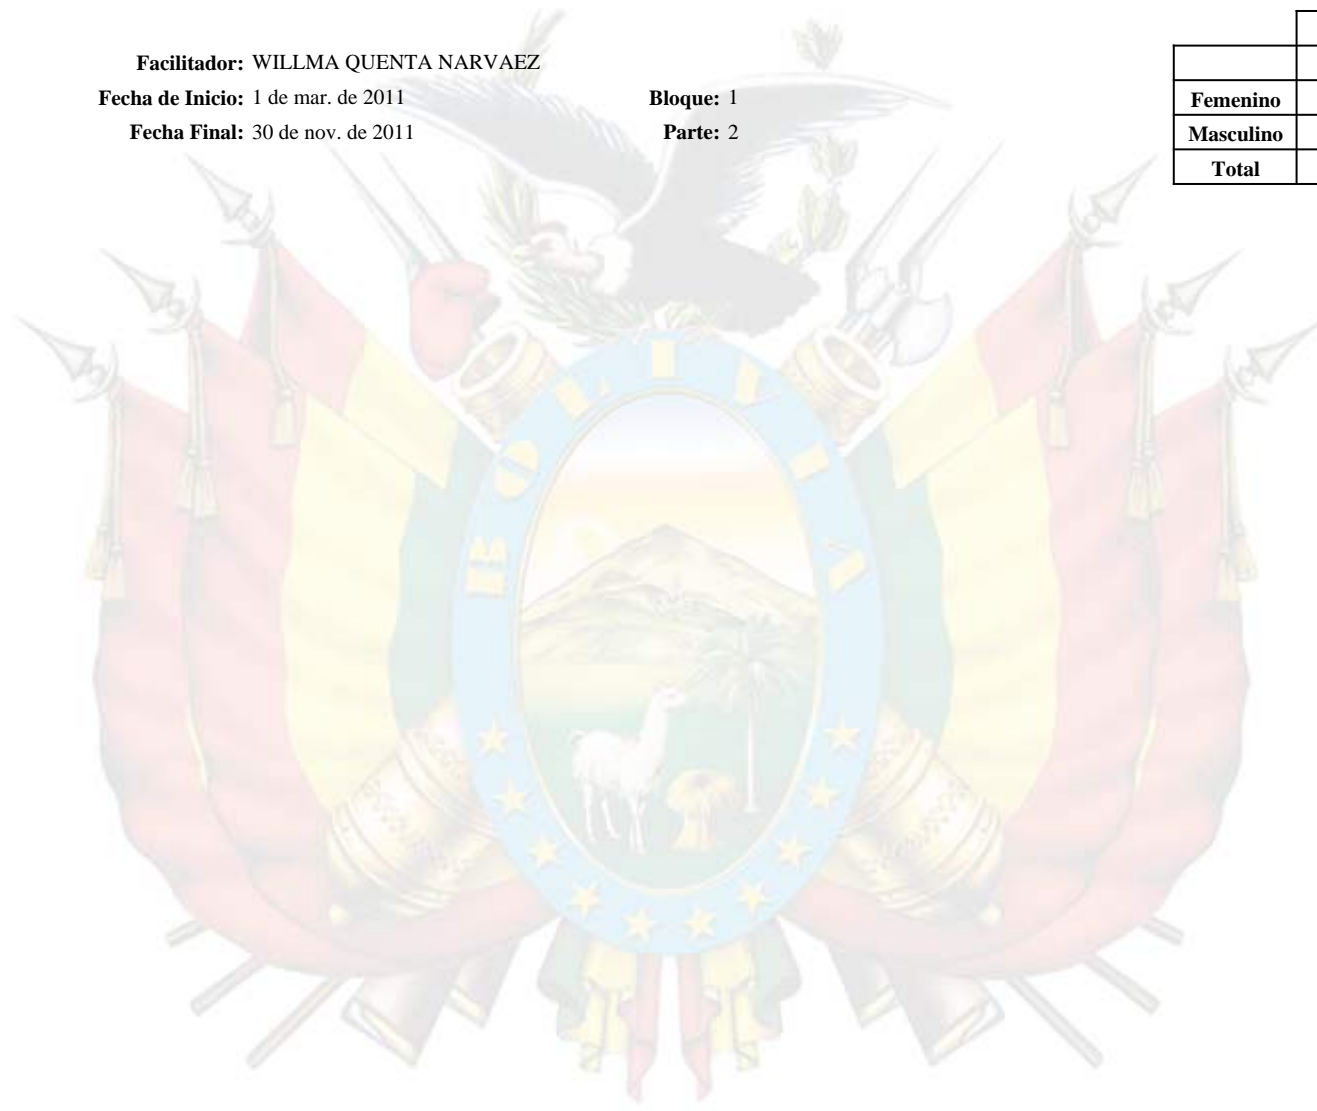 Facilitador: WILLMA QUENTA NARVAEZ
Fecha de Inicio: 1 de mar. de 2011 Bloque: 1
Fecha Final: 30 de nov. de 2011 Parte: 2
Femenino
Masculino
Total
BOLIVIA